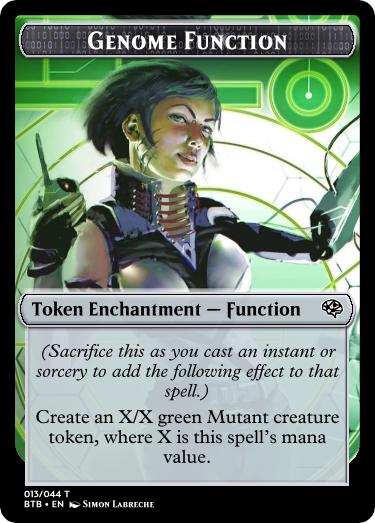 GENOME FUNCTION
Token Enchantment — Function
(Sacrifice this as you cast an instant or
sorcery to add the following effect to that
spell.)
Create an X/X green Mutant creature
token, where X is this spell's mana
value.
013/044 T
BTB • EN SIMON LABRECHE